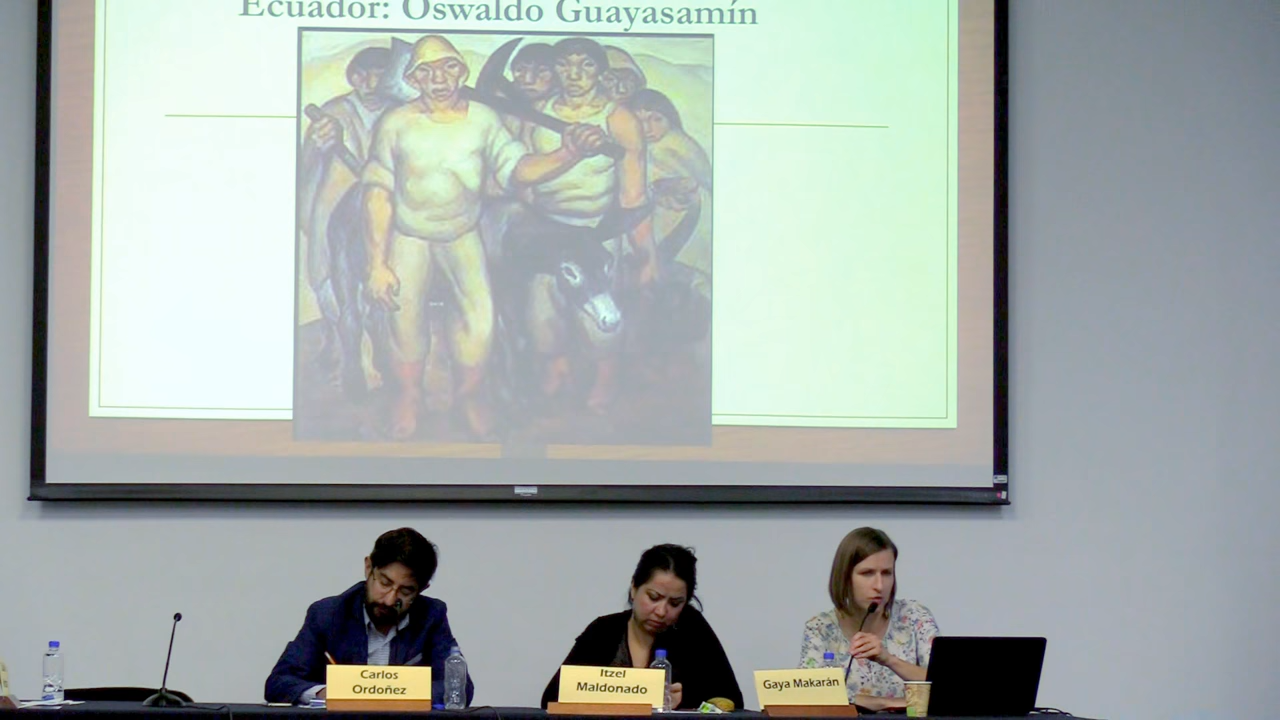 Ecuador: Oswaldo Guayasamín
Carlos
Ordoñez
Itzel
Maldonado
Gaya Makarán